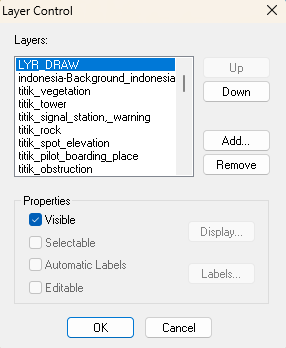 Layer Control
Layers:
LYR_DRAW
indonesia-Background_indonesia
titik_vegetation
titik_tower
titik_signal_station,_warning
titik_rock
titik_spot_elevation
titik_pilot_boarding_place
titik_obstruction
Up
Down
Add...
Remove
Properties
Visible
Selectable
Automatic Labels
Editable
Display...
Labels...
OK
Cancel